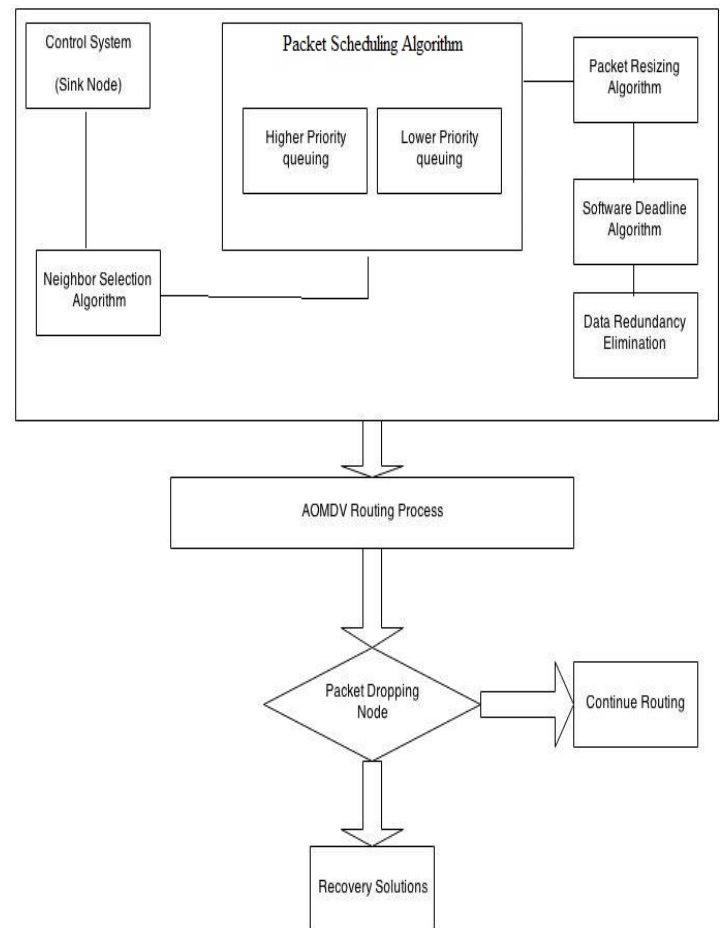 Control System
(Sink Node)
Packet Scheduling Algorithm
Higher Priority
queuing
Lower Priority
queuing
Packet Resizing
Algorithm
Software Deadline
Algorithm
Neighbor Selection
Algorithm
Data Redundancy
Elimination
AOMDV Routing Process
Packet Dropping
Node
Continue Routing
Recovery Solutions